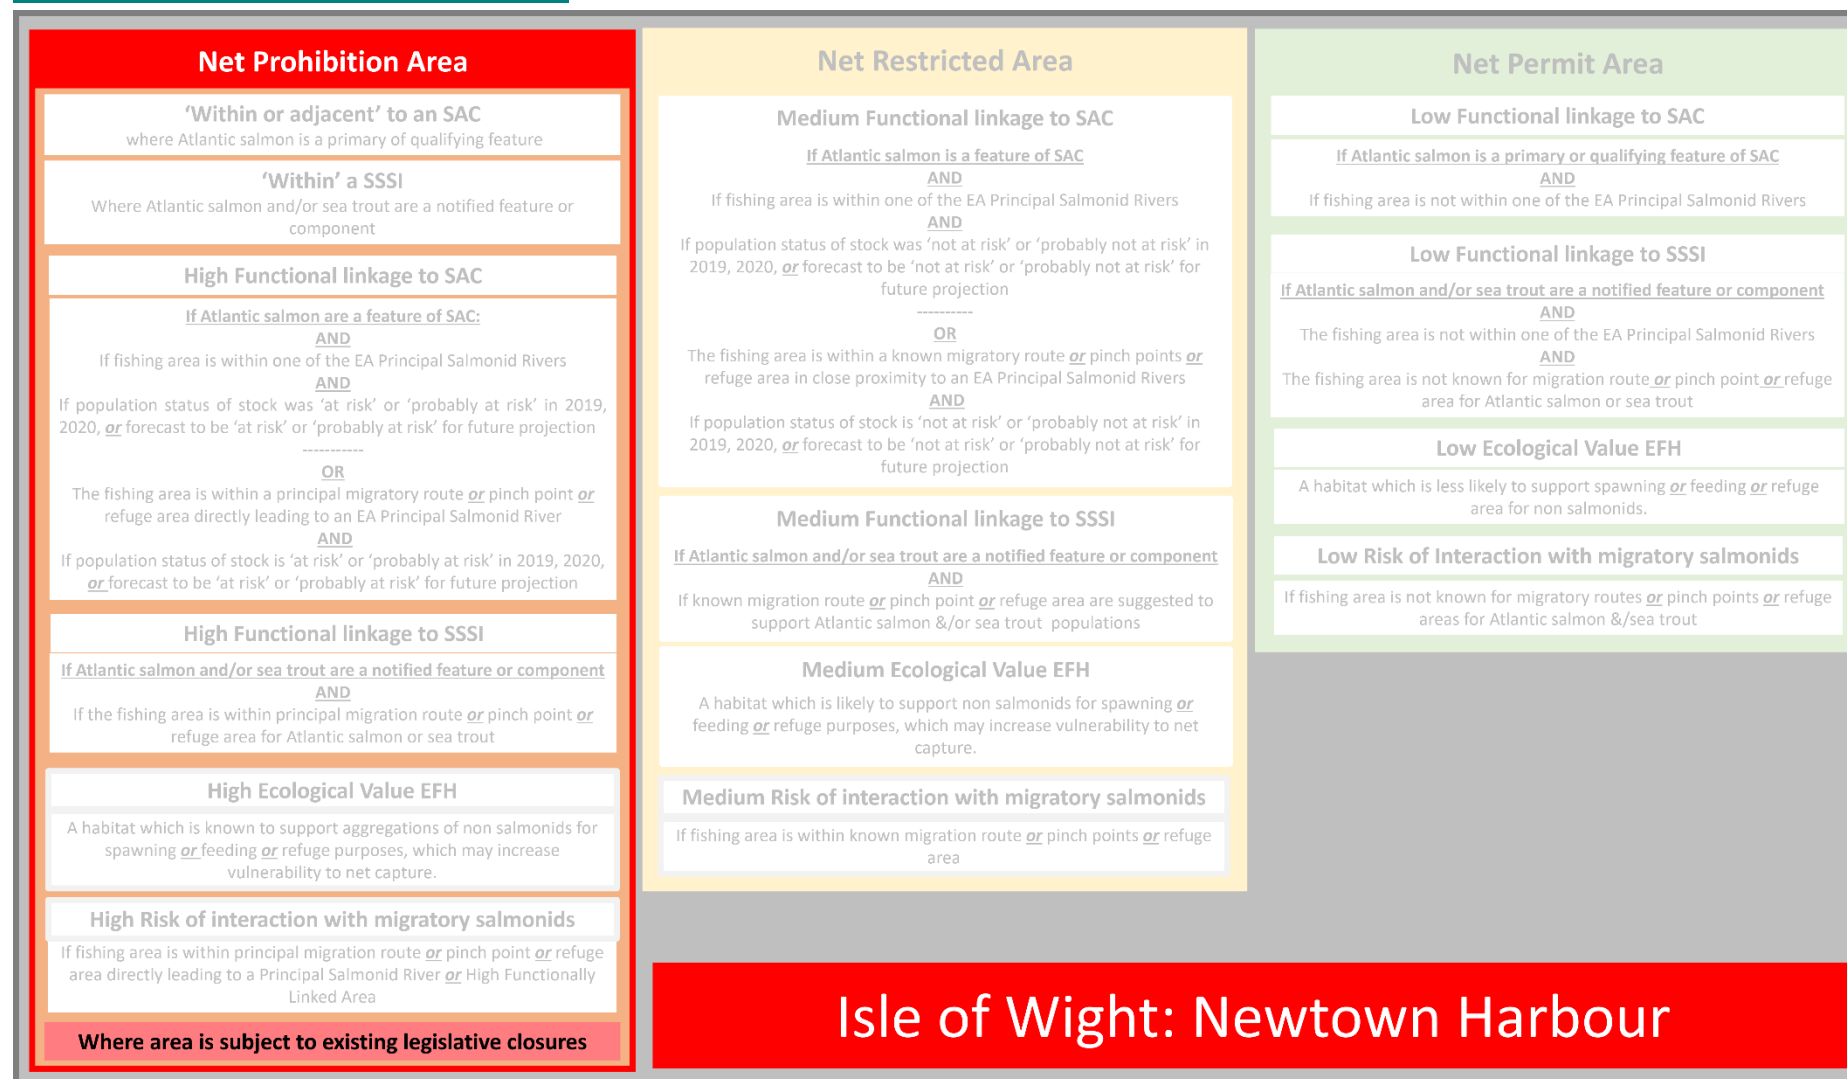 Net Prohibition Area
'Within or adjacent' to an SAC
where Atlantic salmon is a primary of qualifying feature
'Within' a SSSI
Where Atlantic salmon and/or sea trout are a notified feature or
component
High Functional linkage to SAC
If Atlantic salmon are a feature of SAC:
AND
If fishing area is within one of the EA Principal Salmonid Rivers
AND
If population status of stock was 'at risk' or 'probably at risk' in 2019,
2020, or forecast to be 'at risk' or 'probably at risk' for future projection
-----------
OR
The fishing area is within a principal migratory route or pinch point or
refuge area directly leading to an EA Principal Salmonid River
AND
If population status of stock is 'at risk' or 'probably at risk' in 2019, 2020,
or forecast to be 'at risk' or 'probably at risk' for future projection
High Functional linkage to SSSI
If Atlantic salmon and/or sea trout are a notified feature or component
AND
If the fishing area is within principal migration route or pinch point or
refuge area for Atlantic salmon or sea trout
High Ecological Value EFH
A habitat which is known to support aggregations of non salmonids for
spawning or feeding or refuge purposes, which may increase
vulnerability to net capture.
High Risk of interaction with migratory salmonids
If fishing area is within principal migration route or pinch point or refuge
area directly leading to a Principal Salmonid River or High Functionally
Linked Area
Where area is subject to existing legislative closures
Net Restricted Area
Medium Functional linkage to SAC
If Atlantic salmon is a feature of SAC
AND
If fishing area is within one of the EA Principal Salmonid Rivers
AND
If population status of stock was 'not at risk' or 'probably not at risk' in
2019, 2020, or forecast to be 'not at risk' or 'probably not at risk' for
future projection
----------
OR
The fishing area is within a known migratory route or pinch points or
refuge area in close proximity to an EA Principal Salmonid Rivers
AND
If population status of stock is 'not at risk' or 'probably not at risk' in
2019, 2020, or forecast to be 'not at risk' or 'probably not at risk' for
future projection
Medium Functional linkage to SSSI
If Atlantic salmon and/or sea trout are a notified feature or component
AND
If known migration route or pinch point or refuge area are suggested to
support Atlantic salmon &/or sea trout populations
Medium Ecological Value EFH
A habitat which is likely to support non salmonids for spawning or
feeding or refuge purposes, which may increase vulnerability to net
capture.
Medium Risk of interaction with migratory salmonids
If fishing area is within known migration route or pinch points or refuge
area
Net Permit Area
Low Functional linkage to SAC
If Atlantic salmon is a primary or qualifying feature of SAC
AND
If fishing area is not within one of the EA Principal Salmonid Rivers
Low Functional linkage to SSSI
If Atlantic salmon and/or sea trout are a notified feature or component
AND
The fishing area is not within one of the EA Principal Salmonid Rivers
AND
The fishing area is not known for migration route or pinch point or refuge
area for Atlantic salmon or sea trout
Low Ecological Value EFH
A habitat which is less likely to support spawning or feeding or refuge
area for non salmonids.
Low Risk of Interaction with migratory salmonids
If fishing area is not known for migratory routes or pinch points or refuge
areas for Atlantic salmon &/sea trout
Isle of Wight: Newtown Harbour